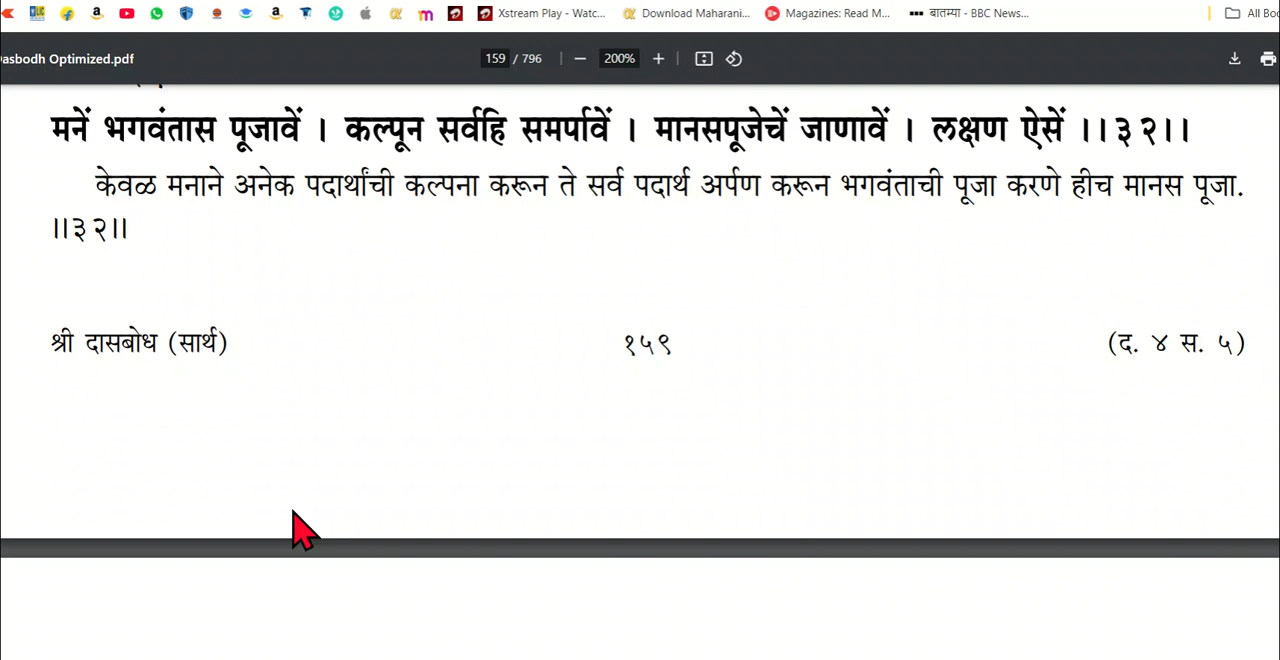 Xstream Play - Watc... Download Maharani... Magazines: Read M... बातम्या - BBC News... All Boo
asbodh Optimized.pdf 159 / 796 − 200% +
मनें भगवंतास पूजावें । कल्पून सर्वहि समर्पावें । मानसपूजेचें जाणावें । लक्षण ऐसें ।।३२।।
केवळ मनाने अनेक पदार्थांची कल्पना करून ते सर्व पदार्थ अर्पण करून भगवंताची पूजा करणे हीच मानस पूजा.
।।३२।।
श्री दासबोध (सार्थ) १५९ (द. ४ स. ५)